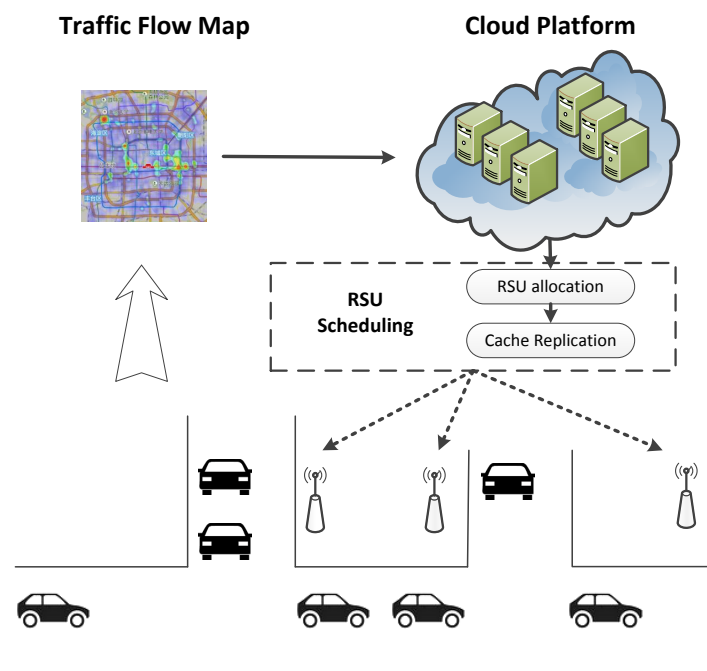 Traffic Flow Map
Cloud Platform
RSU allocation
RSU
Scheduling
Cache Replication